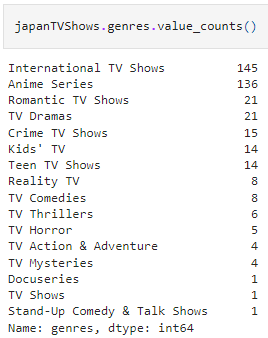 japanTVShows.genres.value_counts()
International TV Shows 145
Anime Series 136
Romantic TV Shows 21
TV Dramas 21
Crime TV Shows 15
Kids' TV 14
Teen TV Shows 14
Reality TV 8
TV Comedies 8
TV Thrillers 6
TV Horror 5
TV Action & Adventure 4
TV Mysteries 4
Docuseries 1
TV Shows 1
Stand-Up Comedy & Talk Shows 1
Name: genres, dtype: int64